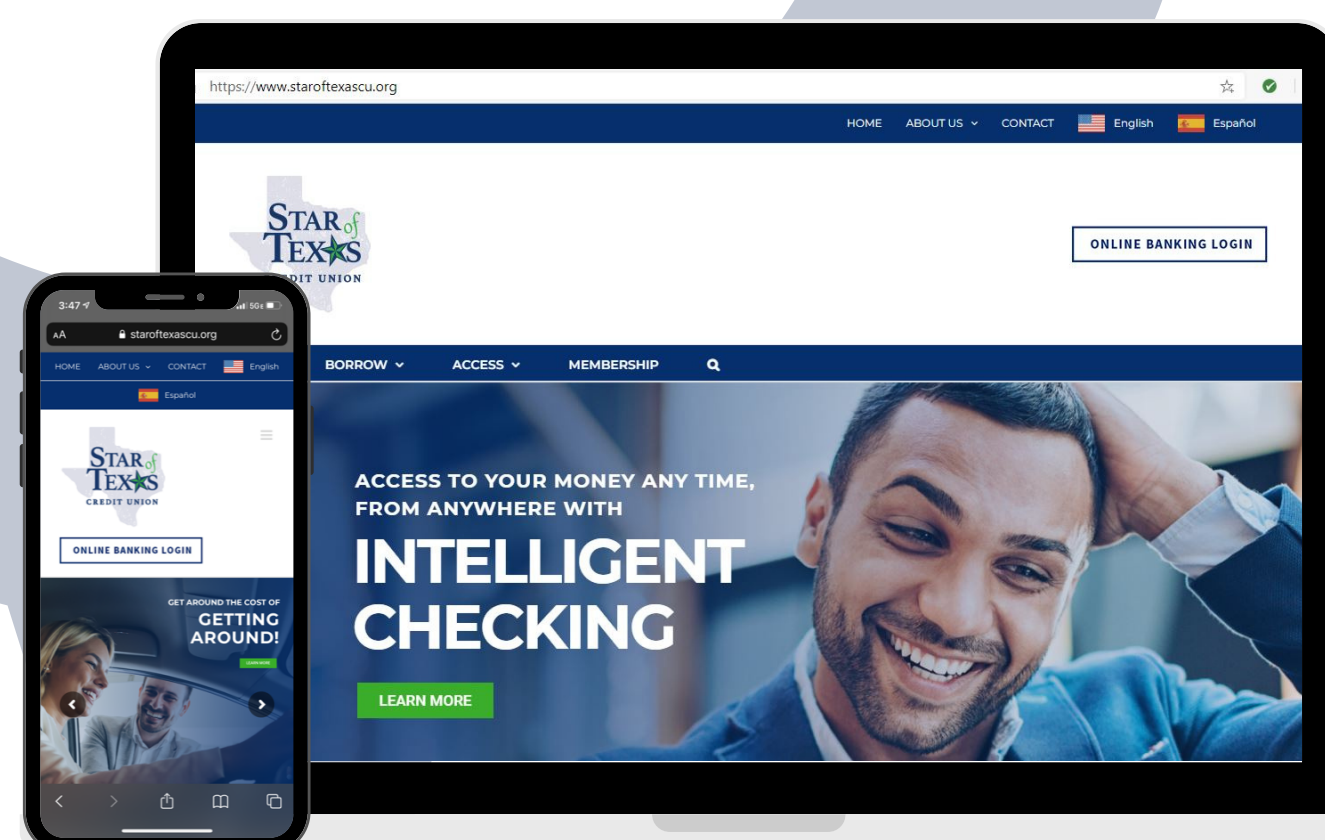 https://www.staroftexascu.org
HOME ABOUT US CONTACT English Español
STAR of
TEXAS
DIT UNION
ONLINE BANKING LOGIN
BORROW ACCESS MEMBERSHIP
ACCESS TO YOUR MONEY ANY TIME,
FROM ANYWHERE WITH
INTELLIGENT
CHECKING
LEARN MORE
3:47
AA staroftexascu.org
HOME ABOUT US CONTACT English
Español
STAR of
TEXAS
CREDIT UNION
ONLINE BANKING LOGIN
GET AROUND THE COST OF
GETTING
AROUND!
LEARN MORE